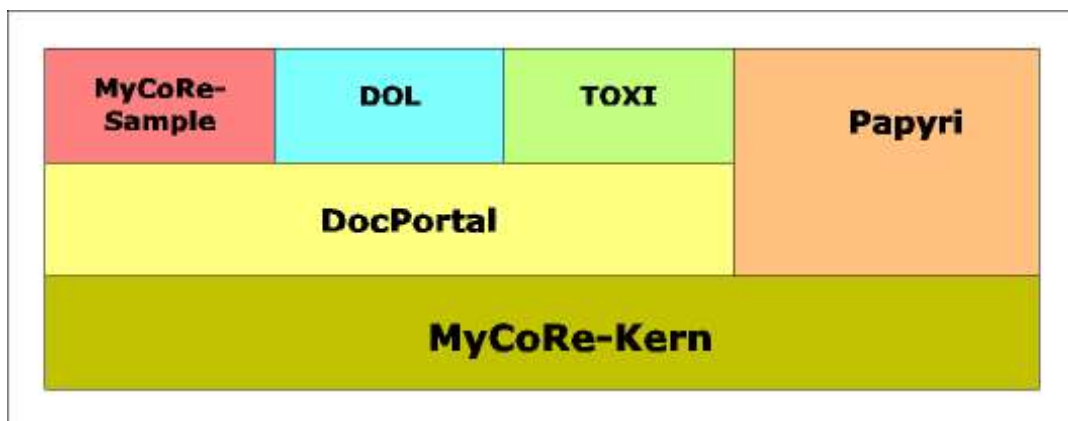 MyCoRe-
Sample
DOL
TOXI
Papyri
DocPortal
MyCoRe-Kern